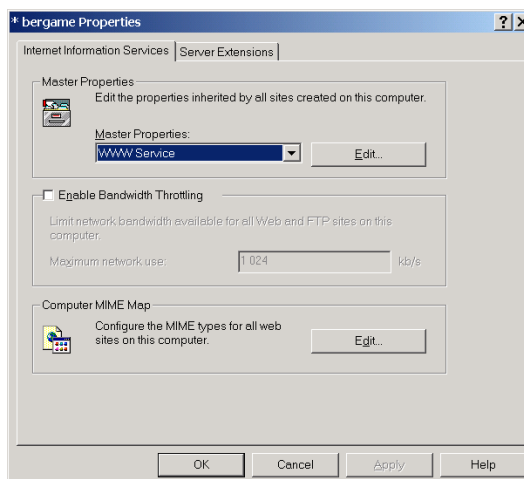 * bergame Properties
Internet Information Services
Server Extensions
Master Properties
Edit the properties inherited by all sites created on this computer.
Master Properties:
WWW Service
Edit...
Enable Bandwidth Throttling
Limit network bandwidth available for all Web and FTP sites on this
computer.
Maximum network use:
1 024
kb/s
Computer MIME Map
Configure the MIME types for all web
sites on this computer.
Edit...
OK
Cancel
Apply
Help